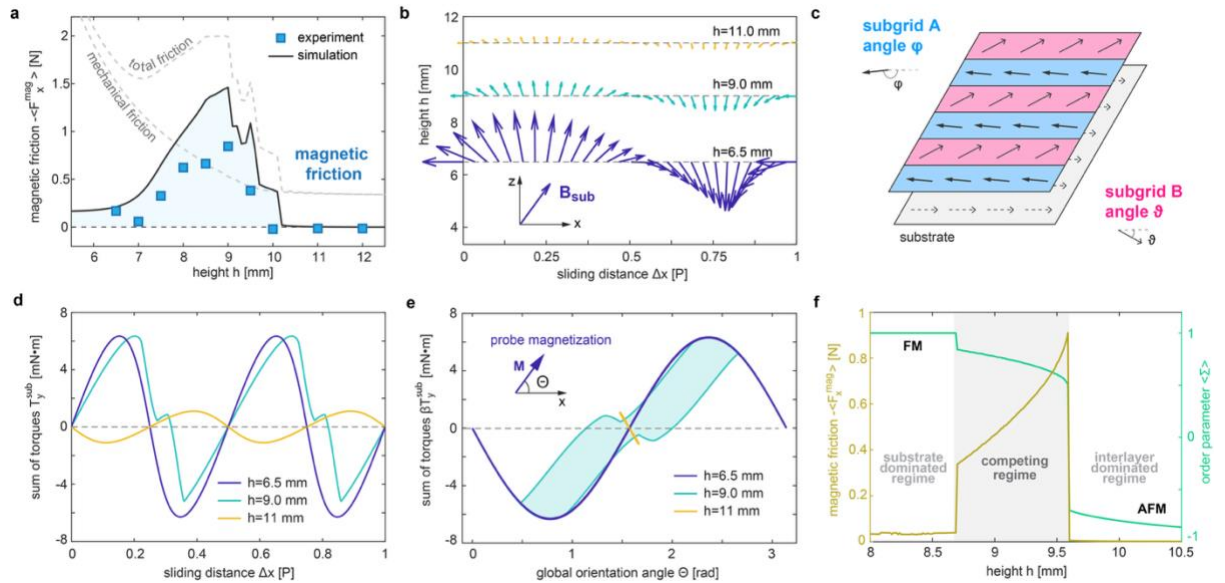 a
magnetic friction -<F_x^mag> [N]
2
1.5
1
0.5
0
total friction
mechanical friction
experiment
simulation
magnetic
friction
6
7
8
9
10
11
12
height h [mm]
b
height h [mm]
12
10
8
6
4
h=11.0 mm
h=9.0 mm
h=6.5 mm
z
B_sub
x
0
0.25
0.5
0.75
1
sliding distance Δx [P]
c
subgrid A
angle φ
φ
subgrid B
angle ϑ
ϑ
substrate
d
sum of torques T_y^sub [mN•m]
8
4
0
-4
-8
h=6.5 mm
h=9.0 mm
h=11 mm
0
0.2
0.4
0.6
0.8
1
sliding distance Δx [P]
e
sum of torques βT_y^sub [mN•m]
8
4
0
-4
-8
probe magnetization
M
Θ
x
h=6.5 mm
h=9.0 mm
h=11 mm
0
1
2
3
global orientation angle Θ [rad]
f
magnetic friction -<F_x^mag> [N]
1
0.8
0.6
0.4
0.2
0
FM
substrate
dominated
regime
competing
regime
interlayer
dominated
regime
AFM
1
0
-1
order parameter <Σ>
8
8.5
9
9.5
10
10.5
height h [mm]